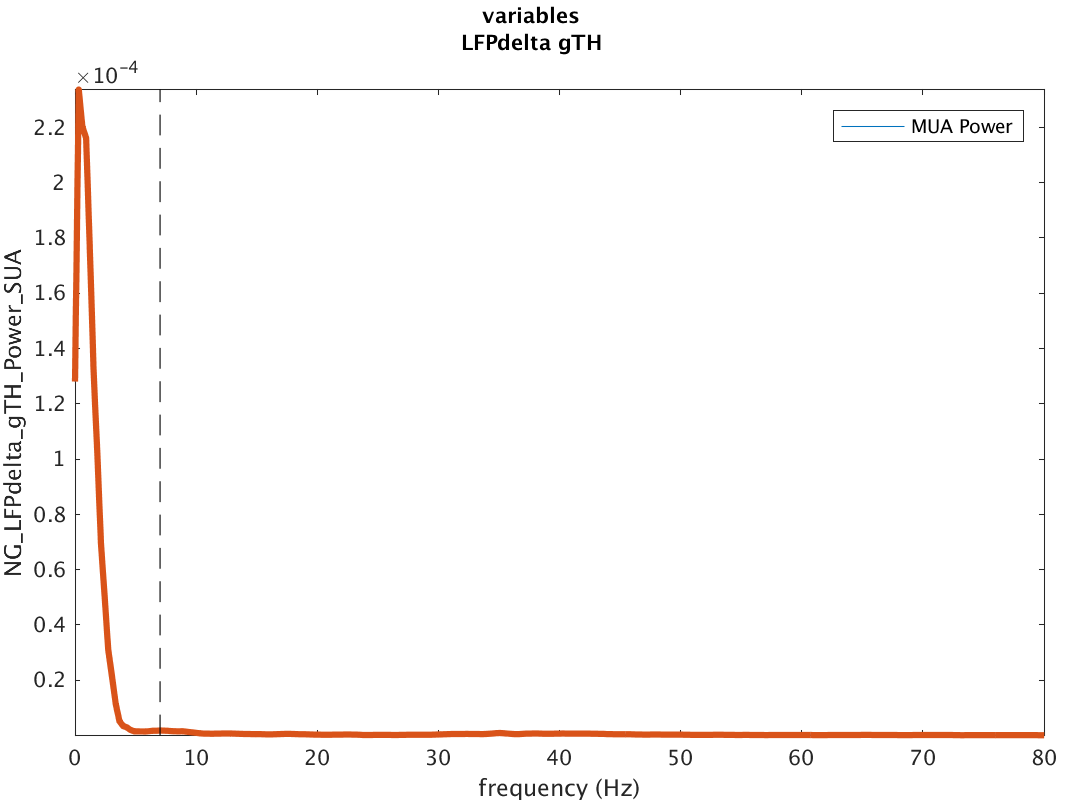 variables
LFPdelta gTH
×10⁻⁴
2.2
2
1.8
1.6
1.4
1.2
1
0.8
0.6
0.4
0.2
NG_LFPdelta_gTH_Power_SUA
MUA Power
0 10 20 30 40 50 60 70 80
frequency (Hz)